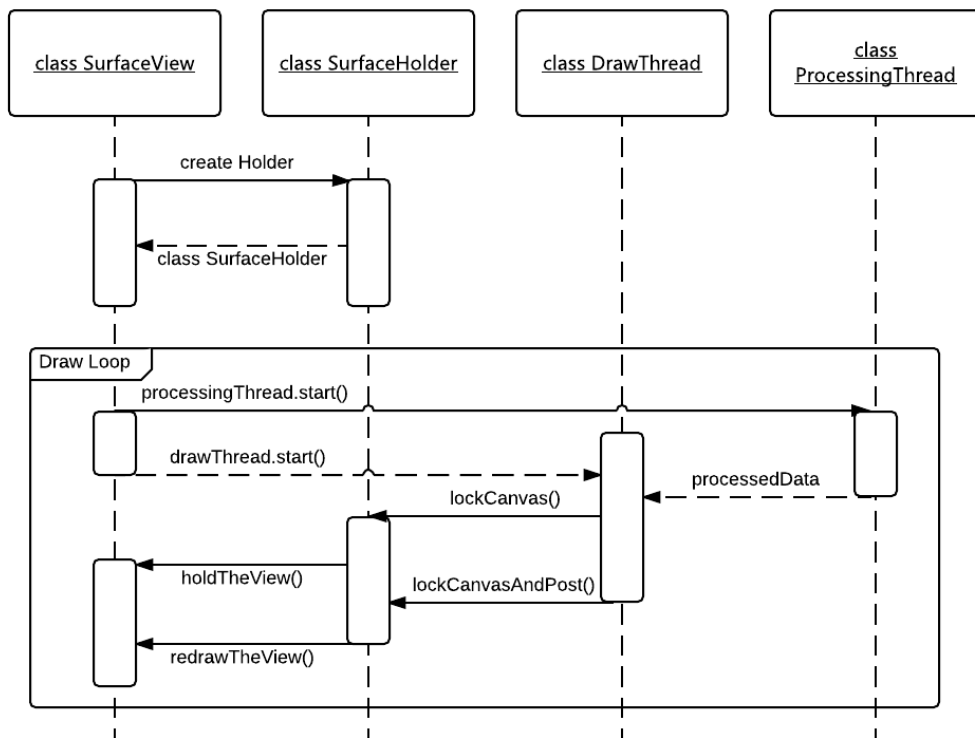 class SurfaceView
class SurfaceHolder
class DrawThread
class
ProcessingThread
create Holder
class SurfaceHolder
Draw Loop
processingThread.start()
drawThread.start()
processedData
lockCanvas()
holdTheView()
lockCanvasAndPost()
redrawTheView()